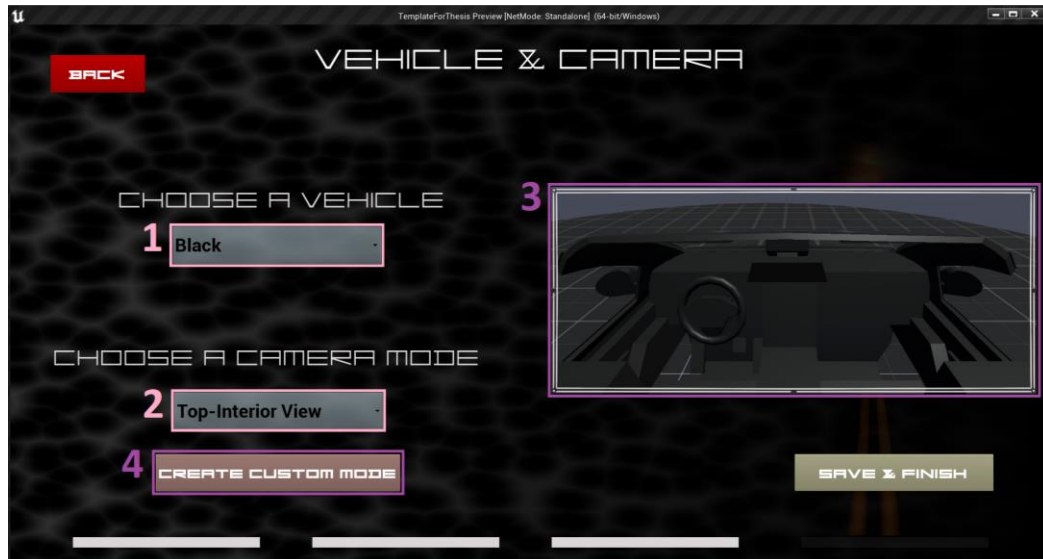 TemplateForThesis Preview [NetMode: Standalone] (64-bit/Windows)
BACK
VEHICLE & CAMERA
CHOOSE A VEHICLE
1
Black
3
CHOOSE A CAMERA MODE
2
Top-Interior View
4
CREATE CUSTOM MODE
SAVE & FINISH